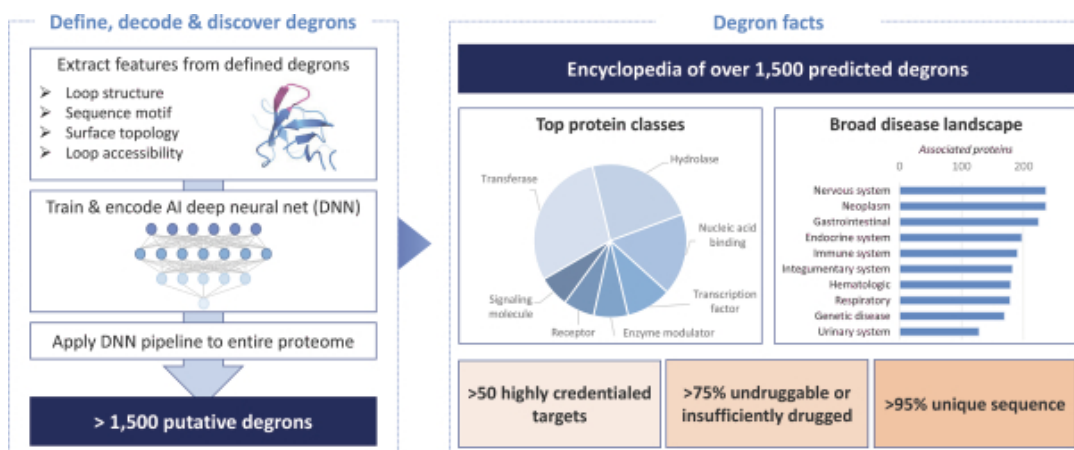 Define, decode & discover degrons
Extract features from defined degrons
➤ Loop structure
➤ Sequence motif
➤ Surface topology
➤ Loop accessibility
Train & encode AI deep neural net (DNN)
Apply DNN pipeline to entire proteome
> 1,500 putative degrons
Degron facts
Encyclopedia of over 1,500 predicted degrons
Top protein classes
Hydrolase
Transferase
Nucleic acid
binding
Signaling
molecule
Transcription
factor
Receptor
Enzyme modulator
Broad disease landscape
Associated proteins
0 100 200
Nervous system
Neoplasm
Gastrointestinal
Endocrine system
Immune system
Integumentary system
Hematologic
Respiratory
Genetic disease
Urinary system
>50 highly credentialed
targets
>75% undruggable or
insufficiently drugged
>95% unique sequence